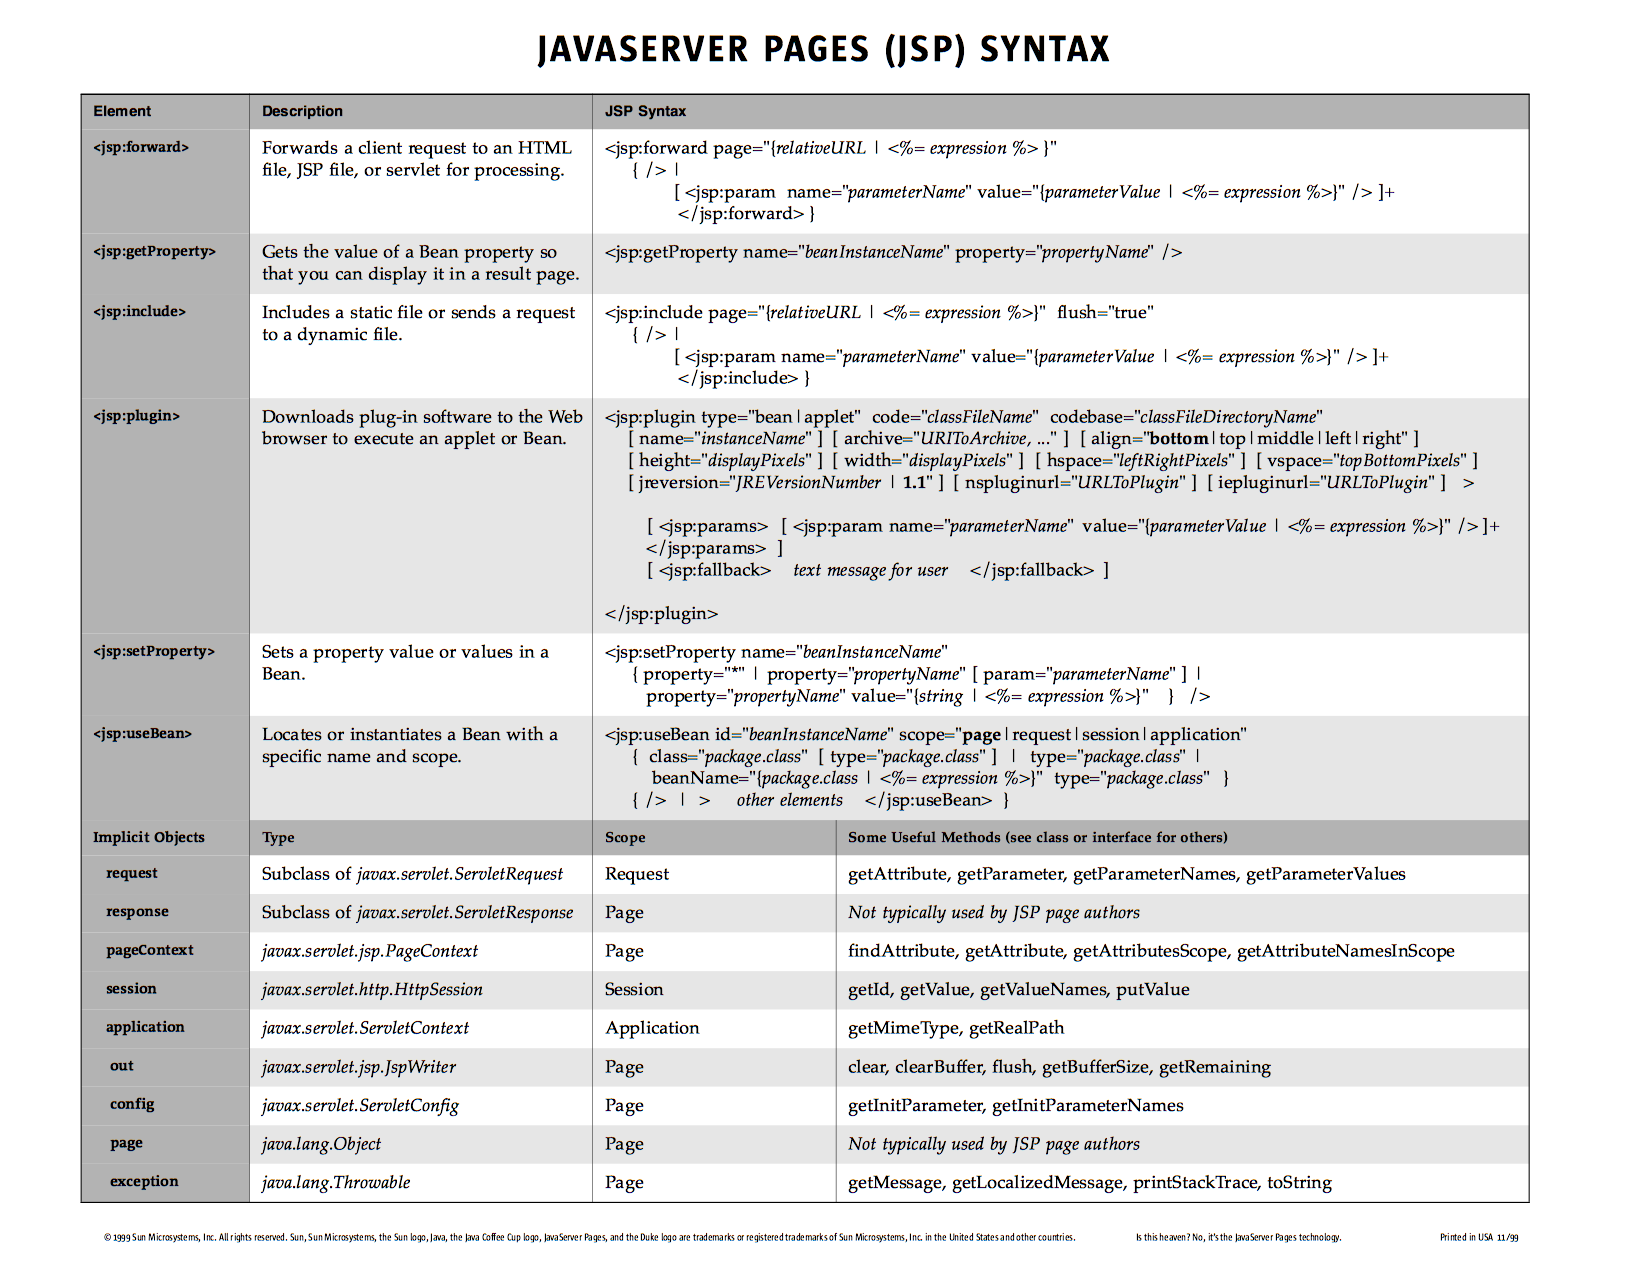 JAVASERVER PAGES (JSP) SYNTAX
Element Description JSP Syntax
<jsp:forward> Forwards a client request to an HTML file, JSP file, or servlet for processing.
<jsp:forward page="{relativeURL | <%= expression %> }"
{ /> |
[ <jsp:param name="parameterName" value="{parameterValue | <%= expression %>}" /> ]+
</jsp:forward> }
<jsp:getProperty> Gets the value of a Bean property so that you can display it in a result page.
<jsp:getProperty name="beanInstanceName" property="propertyName" />
<jsp:include> Includes a static file or sends a request to a dynamic file.
<jsp:include page="{relativeURL | <%= expression %>}" flush="true"
{ /> |
[ <jsp:param name="parameterName" value="{parameterValue | <%= expression %>}" /> ]+
</jsp:include> }
<jsp:plugin> Downloads plug-in software to the Web browser to execute an applet or Bean.
<jsp:plugin type="bean|applet" code="classFileName" codebase="classFileDirectoryName"
[ name="instanceName" ] [ archive="URIToArchive, ..." ] [ align="bottom|top|middle|left|right" ]
[ height="displayPixels" ] [ width="displayPixels" ] [ hspace="leftRightPixels" ] [ vspace="topBottomPixels" ]
[ jreversion="JREVersionNumber | 1.1" ] [ nspluginurl="URLToPlugin" ] [ iepluginurl="URLToPlugin" ] >
[ <jsp:params> [ <jsp:param name="parameterName" value="{parameterValue | <%= expression %>}" /> ]+
</jsp:params> ]
[ <jsp:fallback> text message for user </jsp:fallback> ]
</jsp:plugin>
<jsp:setProperty> Sets a property value or values in a Bean.
<jsp:setProperty name="beanInstanceName"
{ property="*" | property="propertyName" [ param="parameterName" ] |
property="propertyName" value="{string | <%= expression %>}" } />
<jsp:useBean> Locates or instantiates a Bean with a specific name and scope.
<jsp:useBean id="beanInstanceName" scope="page|request|session|application"
{ class="package.class" [ type="package.class" ] | type="package.class" |
beanName="{package.class | <%= expression %>}" type="package.class" }
{ /> | > other elements </jsp:useBean> }
Implicit Objects Type Scope Some Useful Methods (see class or interface for others)
request Subclass of javax.servlet.ServletRequest Request getAttribute, getParameter, getParameterNames, getParameterValues
response Subclass of javax.servlet.ServletResponse Page Not typically used by JSP page authors
pageContext javax.servlet.jsp.PageContext Page findAttribute, getAttribute, getAttributesScope, getAttributeNamesInScope
session javax.servlet.http.HttpSession Session getId, getValue, getValueNames, putValue
application javax.servlet.ServletContext Application getMimeType, getRealPath
out javax.servlet.jsp.JspWriter Page clear, clearBuffer, flush, getBufferSize, getRemaining
config javax.servlet.ServletConfig Page getInitParameter, getInitParameterNames
page java.lang.Object Page Not typically used by JSP page authors
exception java.lang.Throwable Page getMessage, getLocalizedMessage, printStackTrace, toString
© 1999 Sun Microsystems, Inc. All rights reserved. Sun, Sun Microsystems, the Sun logo, Java, the Java Coffee Cup logo, JavaServer Pages, and the Duke logo are trademarks or registered trademarks of Sun Microsystems, Inc. in the United States and other countries. Is this heaven? No, it's the JavaServer Pages technology. Printed in USA 11/99